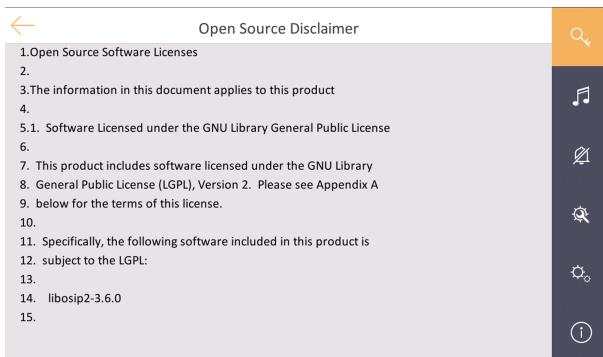 Open Source Disclaimer
1.Open Source Software Licenses
2.
3.The information in this document applies to this product
4.
5.1.  Software Licensed under the GNU Library General Public License
6.
7.  This product includes software licensed under the GNU Library
8.  General Public License (LGPL), Version 2.  Please see Appendix A
9.  below for the terms of this license.
10.
11.  Specifically, the following software included in this product is
12.  subject to the LGPL:
13.
14.   libosip2-3.6.0
15.